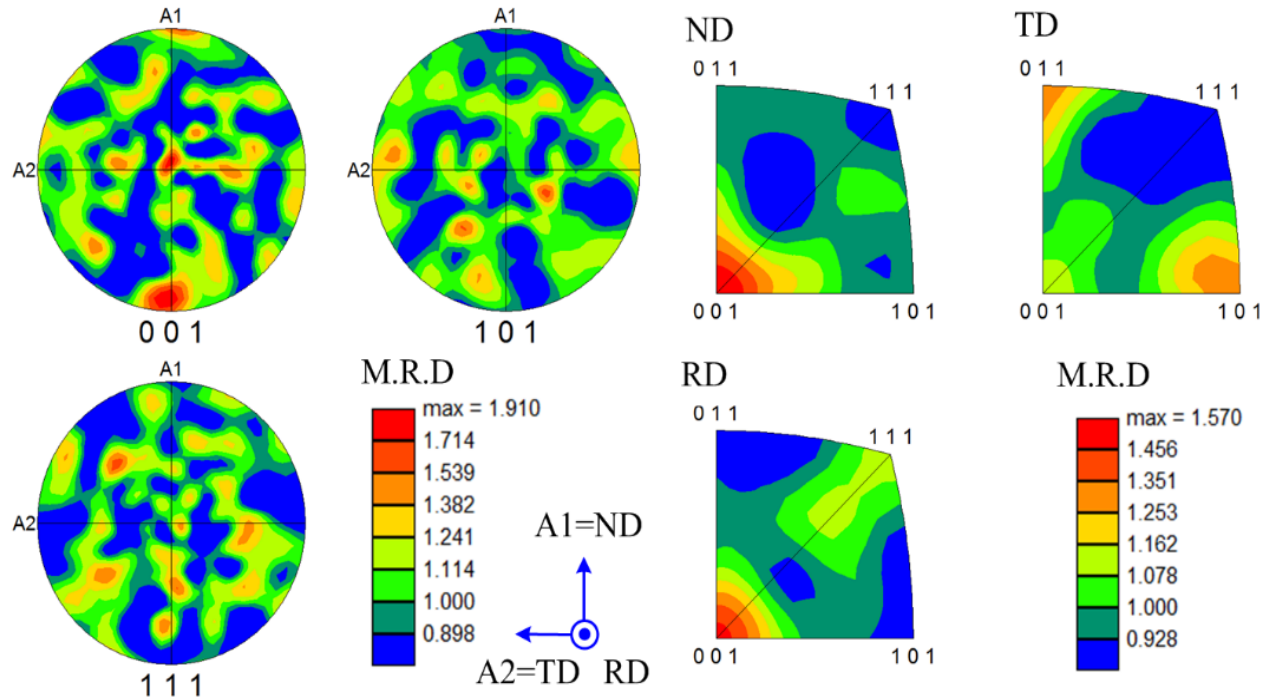 A1
A2
0 0 1
A1
A2
1 0 1
ND
0 1 1
1 1 1
0 0 1
1 0 1
TD
0 1 1
1 1 1
0 0 1
1 0 1
A1
A2
1 1 1
M.R.D
max = 1.910
1.714
1.539
1.382
1.241
1.114
1.000
0.898
A1=ND
A2=TD RD
RD
0 1 1
1 1 1
0 0 1
1 0 1
M.R.D
max = 1.570
1.456
1.351
1.253
1.162
1.078
1.000
0.928